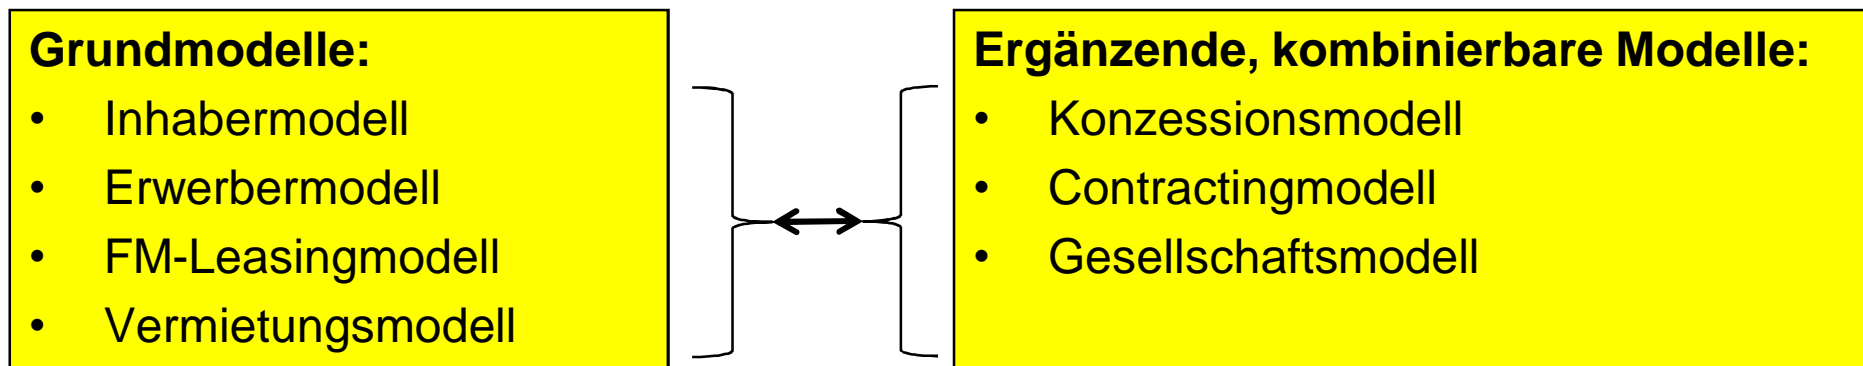 Grundmodelle:
• Inhabermodell
• Erwerbermodell
• FM-Leasingmodell
• Vermietungsmodell
Ergänzende, kombinierbare Modelle:
• Konzessionsmodell
• Contractingmodell
• Gesellschaftsmodell